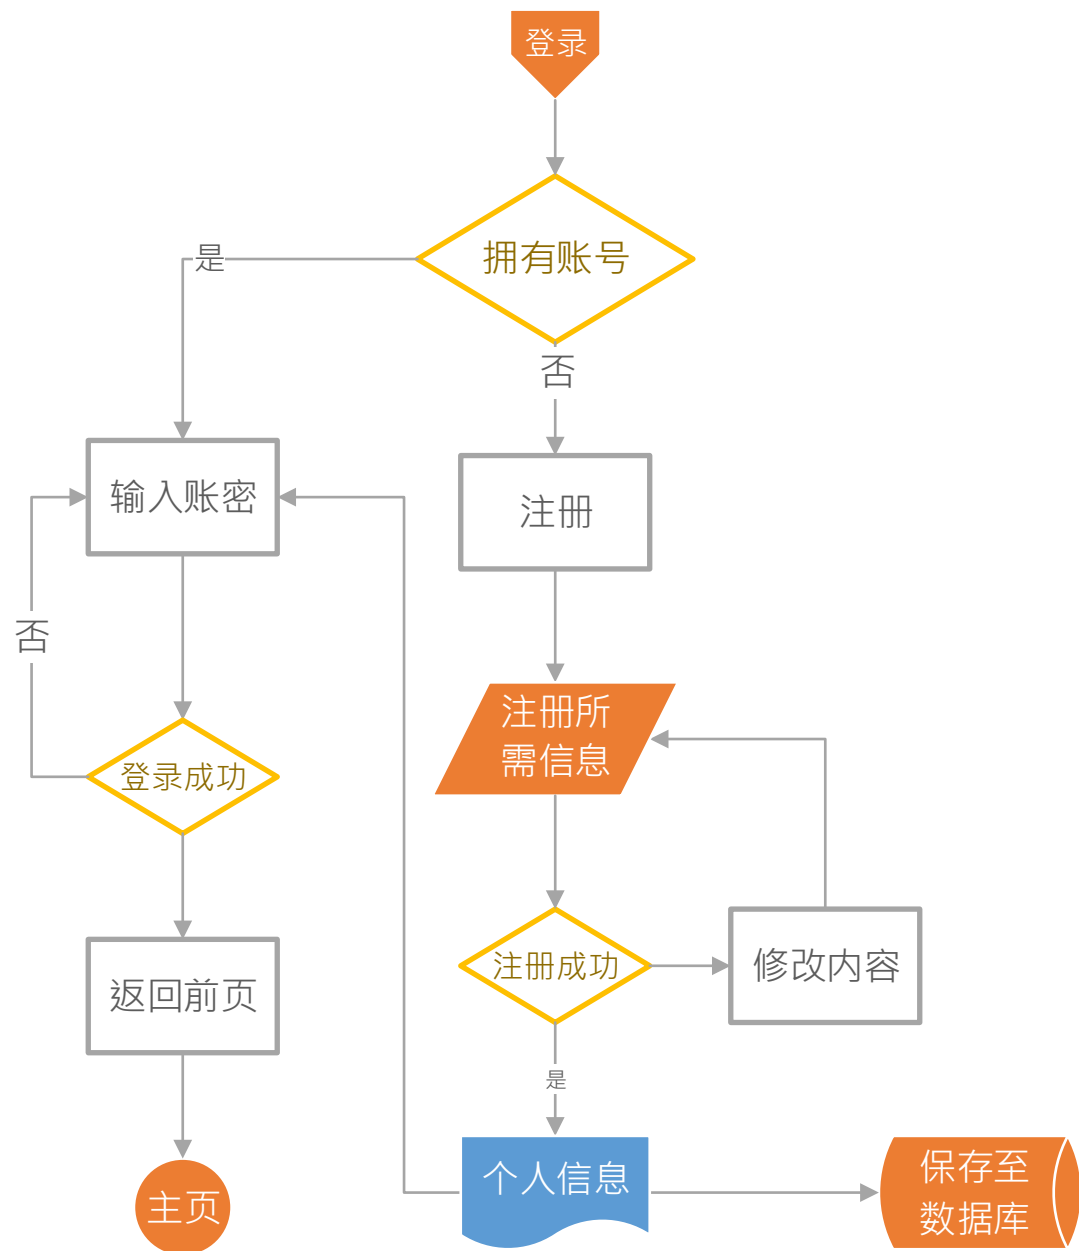 登录
拥有账号
是
否
输入账密
注册
否
注册所
需信息
登录成功
注册成功
修改内容
返回前页
是
个人信息
保存至
数据库
主页